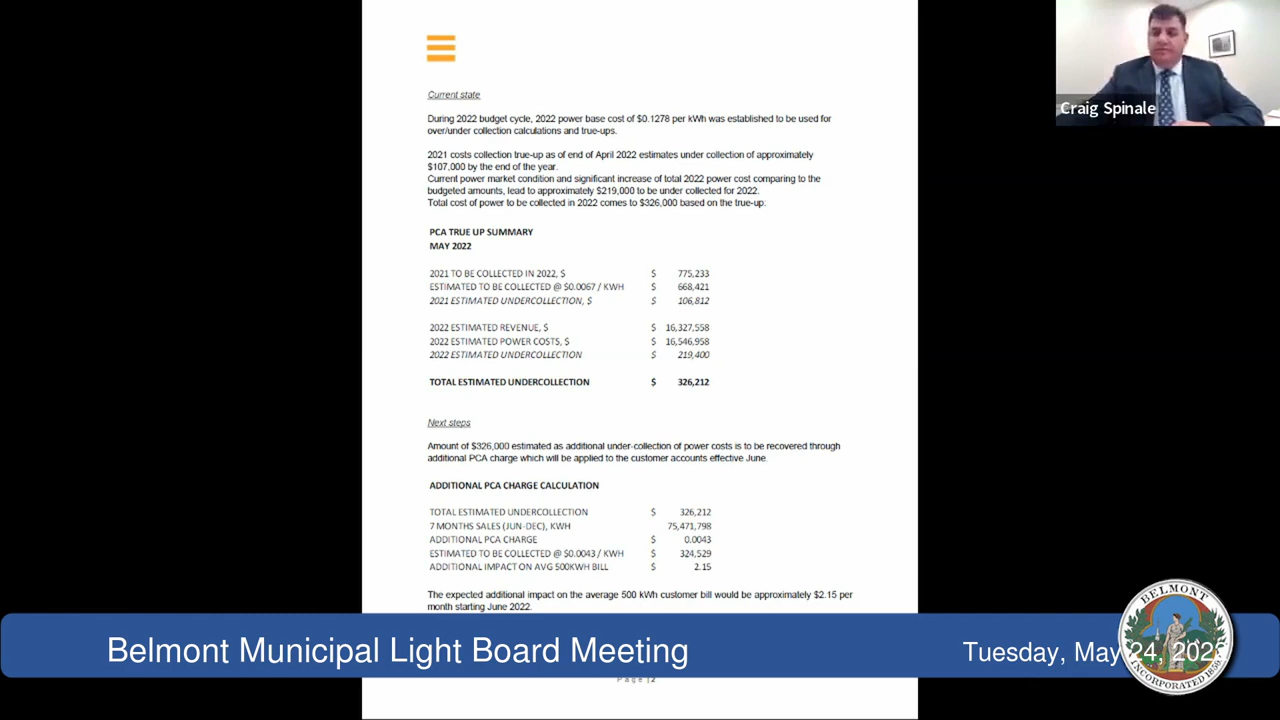 Current state
During 2022 budget cycle, 2022 power base cost of $0.1278 per kWh was established to be used for
over/under collection calculations and true-ups.
2021 costs collection true-up as of end of April 2022 estimates under collection of approximately
$107,000 by the end of the year.
Current power market condition and significant increase of total 2022 power cost comparing to the
budgeted amounts, lead to approximately $219,000 to be under collected for 2022.
Total cost of power to be collected in 2022 comes to $326,000 based on the true-up:
PCA TRUE UP SUMMARY
MAY 2022
2021 TO BE COLLECTED IN 2022, $ $ 775,233
ESTIMATED TO BE COLLECTED @ $0.0067 / KWH $ 668,421
2021 ESTIMATED UNDERCOLLECTION, $ $ 106,812
2022 ESTIMATED REVENUE, $ $ 16,327,558
2022 ESTIMATED POWER COSTS, $ $ 16,546,958
2022 ESTIMATED UNDERCOLLECTION $ 219,400
TOTAL ESTIMATED UNDERCOLLECTION $ 326,212
Next steps
Amount of $326,000 estimated as additional under-collection of power costs is to be recovered through
additional PCA charge which will be applied to the customer accounts effective June.
ADDITIONAL PCA CHARGE CALCULATION
TOTAL ESTIMATED UNDERCOLLECTION $ 326,212
7 MONTHS SALES (JUN-DEC), KWH 75,471,798
ADDITIONAL PCA CHARGE $ 0.0043
ESTIMATED TO BE COLLECTED @ $0.0043 / KWH $ 324,529
ADDITIONAL IMPACT ON AVG 500KWH BILL $ 2.15
The expected additional impact on the average 500 kWh customer bill would be approximately $2.15 per
month starting June 2022.
Page | 2
Craig Spinale
Belmont Municipal Light Board Meeting
Tuesday, May 24, 202
BELMONT
INCORPORATED 1859